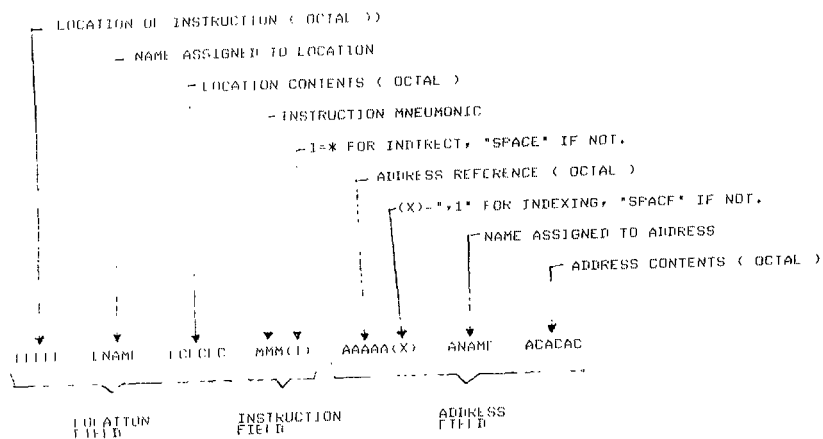 LOCATION OF INSTRUCTION ( OCTAL ))
NAME ASSIGNED TO LOCATION
LOCATION CONTENTS ( OCTAL )
INSTRUCTION MNEUMONIC
I=* FOR INDIRECT, "SPACE" IF NOT.
ADDRESS REFERENCE ( OCTAL )
(X)=",1" FOR INDEXING, "SPACE" IF NOT.
NAME ASSIGNED TO ADDRESS
ADDRESS CONTENTS ( OCTAL )
LLLLL LNAME LCLCLC MMM(I) AAAAA(X) ANAME ACACAC
LOCATION FIELD
INSTRUCTION FIELD
ADDRESS FIELD